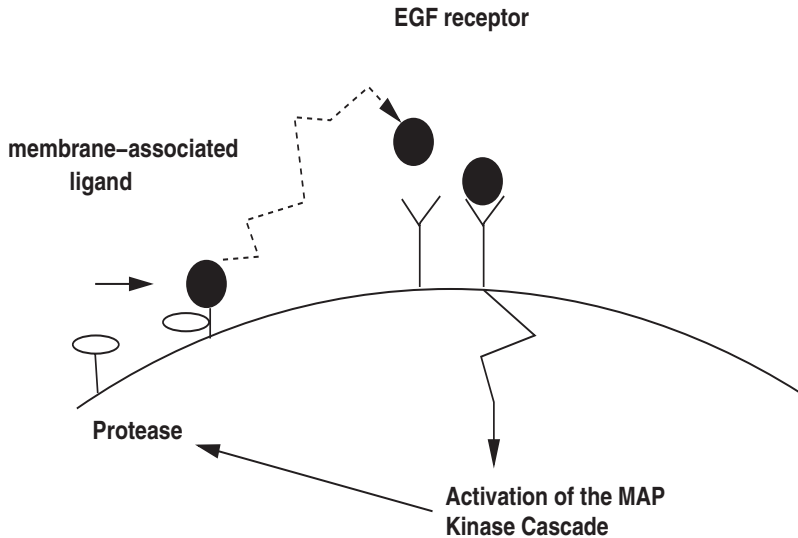 EGF receptor
membrane–associated
ligand
Protease
Activation of the MAP
Kinase Cascade